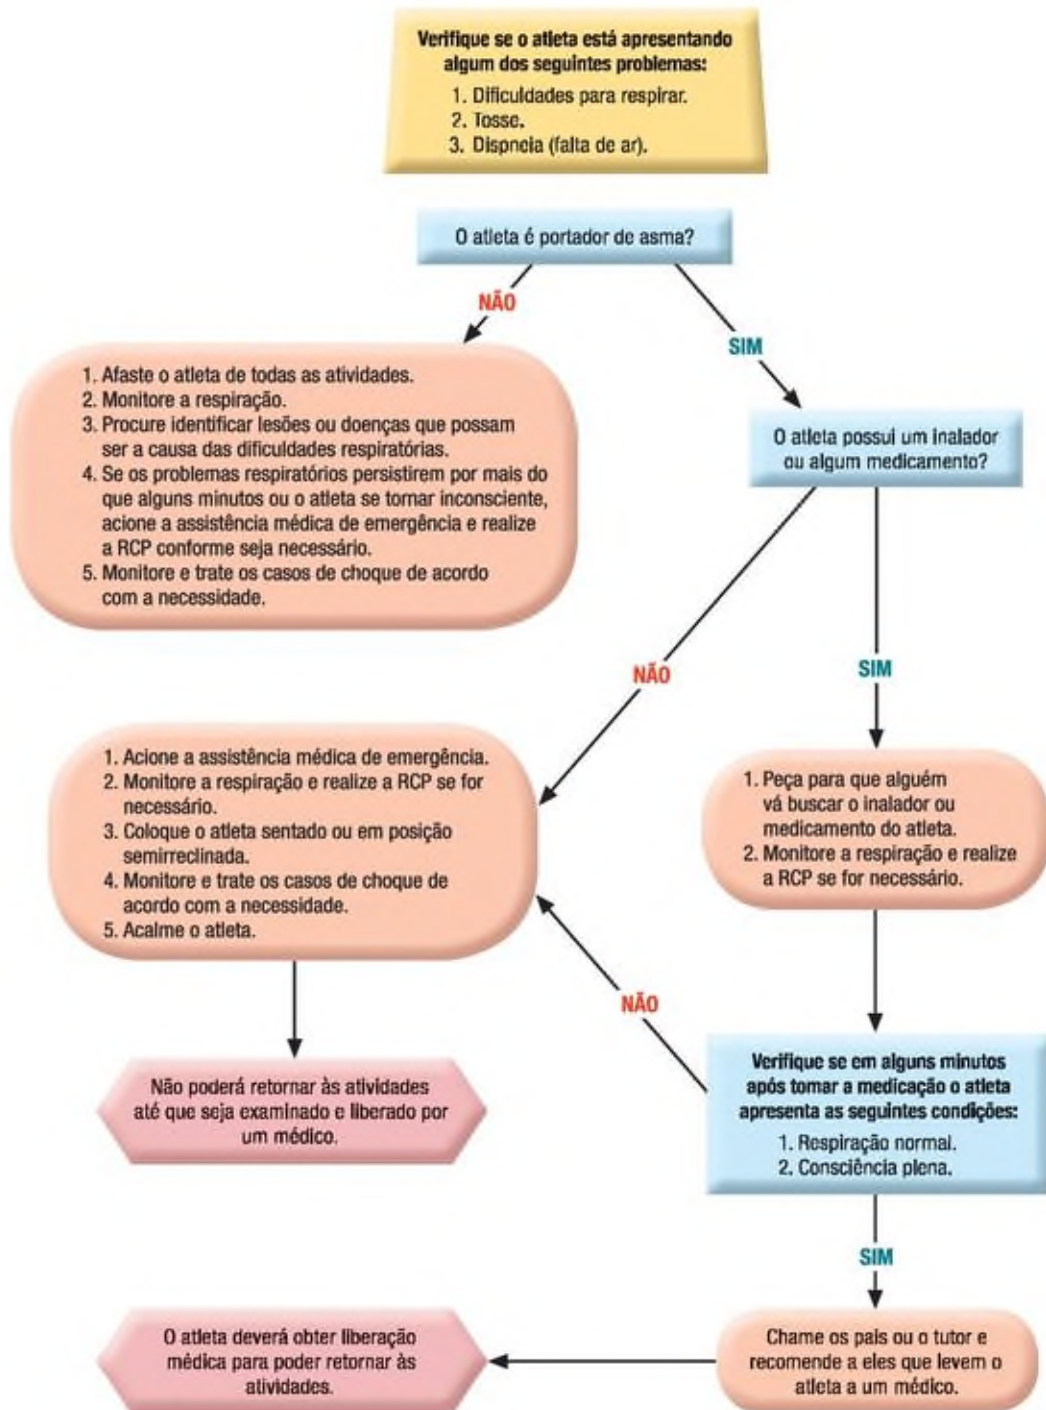 Verifique se o atleta está apresentando
algum dos seguintes problemas:
1. Dificuldades para respirar.
2. Tosse.
3. Dispneia (falta de ar).
O atleta é portador de asma?
NÃO
SIM
1. Afaste o atleta de todas as atividades.
2. Monitore a respiração.
3. Procure identificar lesões ou doenças que possam
ser a causa das dificuldades respiratórias.
4. Se os problemas respiratórios persistirem por mais do
que alguns minutos ou o atleta se tornar inconsciente,
acione a assistência médica de emergência e realize
a RCP conforme seja necessário.
5. Monitore e trate os casos de choque de acordo
com a necessidade.
O atleta possui um inalador
ou algum medicamento?
NÃO
SIM
1. Acione a assistência médica de emergência.
2. Monitore a respiração e realize a RCP se for
necessário.
3. Coloque o atleta sentado ou em posição
semirreclinada.
4. Monitore e trate os casos de choque de
acordo com a necessidade.
5. Acalme o atleta.
1. Peça para que alguém
vá buscar o inalador ou
medicamento do atleta.
2. Monitore a respiração e realize
a RCP se for necessário.
NÃO
Não poderá retornar às atividades
até que seja examinado e liberado por
um médico.
Verifique se em alguns minutos
após tomar a medicação o atleta
apresenta as seguintes condições:
1. Respiração normal.
2. Consciência plena.
SIM
O atleta deverá obter liberação
médica para poder retornar às
atividades.
Chame os pais ou o tutor e
recomende a eles que levem o
atleta a um médico.